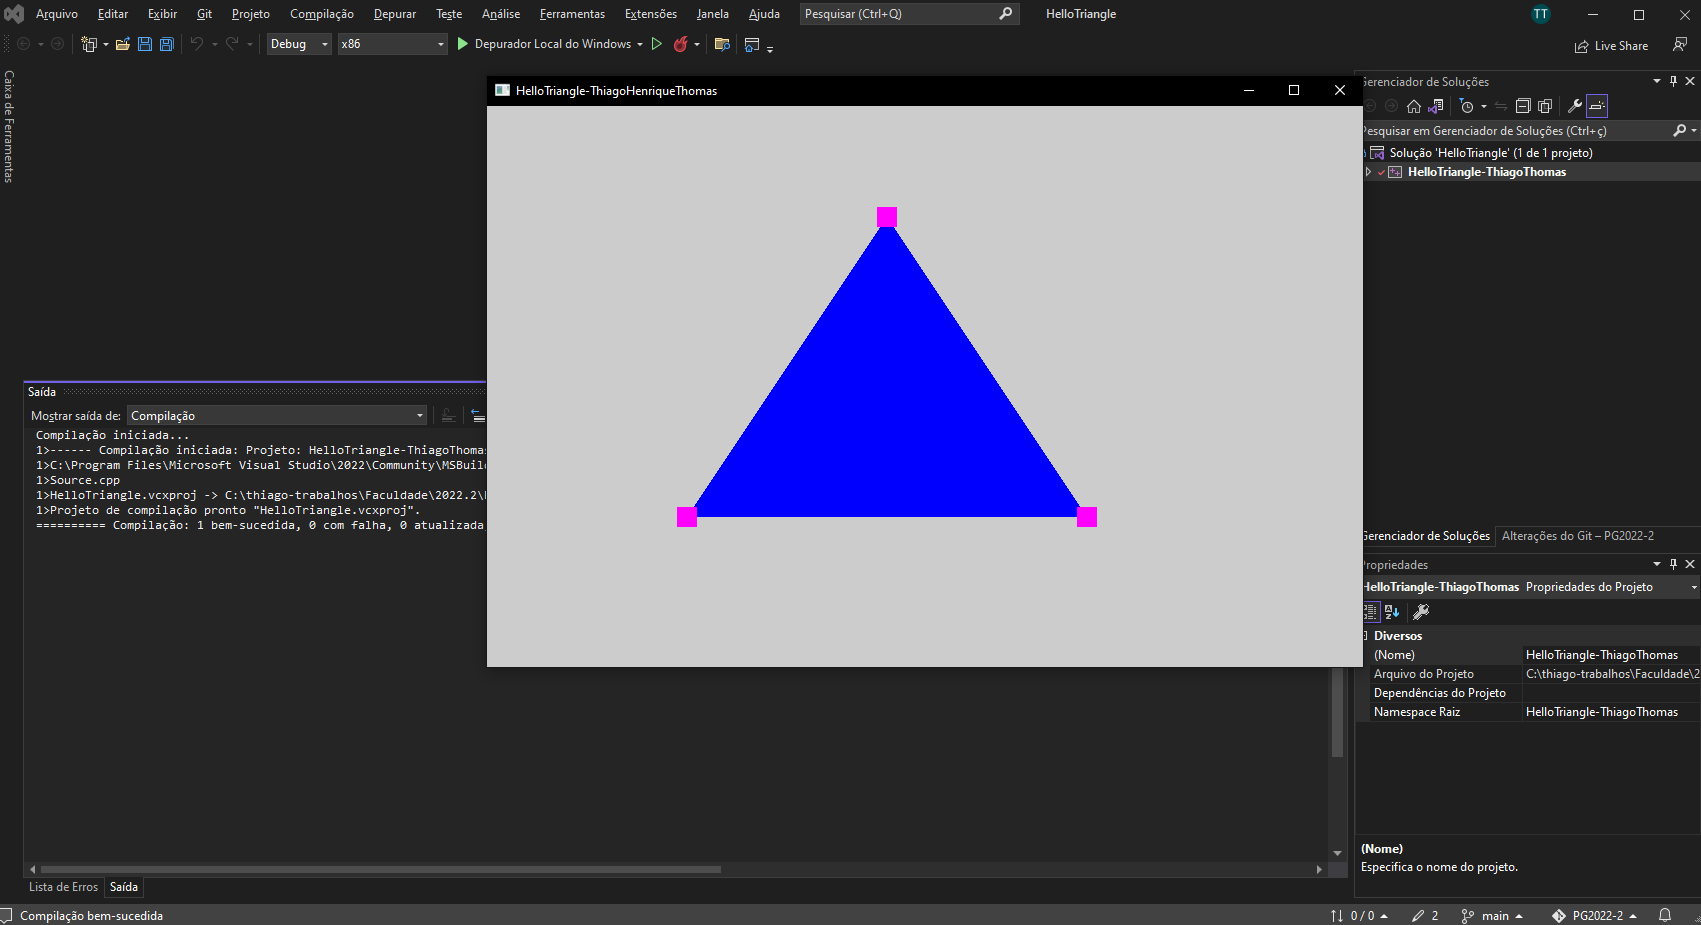 Arquivo Editar Exibir Git Projeto Compilação Depurar Teste Análise Ferramentas Extensões Janela Ajuda Pesquisar (Ctrl+Q) HelloTriangle TT
Debug x86 Depurador Local do Windows Live Share
Caixa de Ferramentas
HelloTriangle-ThiagoHenriqueThomas
Gerenciador de Soluções
Pesquisar em Gerenciador de Soluções (Ctrl+ç)
Solução 'HelloTriangle' (1 de 1 projeto)
HelloTriangle-ThiagoThomas
Saída
Mostrar saída de: Compilação
Compilação iniciada...
1>------ Compilação iniciada: Projeto: HelloTriangle-ThiagoThomas
1>C:\Program Files\Microsoft Visual Studio\2022\Community\MSBuil
1>Source.cpp
1>HelloTriangle.vcxproj -> C:\thiago-trabalhos\Faculdade\2022.2\
1>Projeto de compilação pronto "HelloTriangle.vcxproj".
========== Compilação: 1 bem-sucedida, 0 com falha, 0 atualizada,
Gerenciador de Soluções Alterações do Git – PG2022-2
Propriedades
HelloTriangle-ThiagoThomas Propriedades do Projeto
Diversos
(Nome) HelloTriangle-ThiagoThomas
Arquivo do Projeto C:\thiago-trabalhos\Faculdade\2
Dependências do Projeto
Namespace Raiz HelloTriangle-ThiagoThomas
(Nome)
Especifica o nome do projeto.
Lista de Erros Saída
Compilação bem-sucedida 0 / 0 2 main PG2022-2